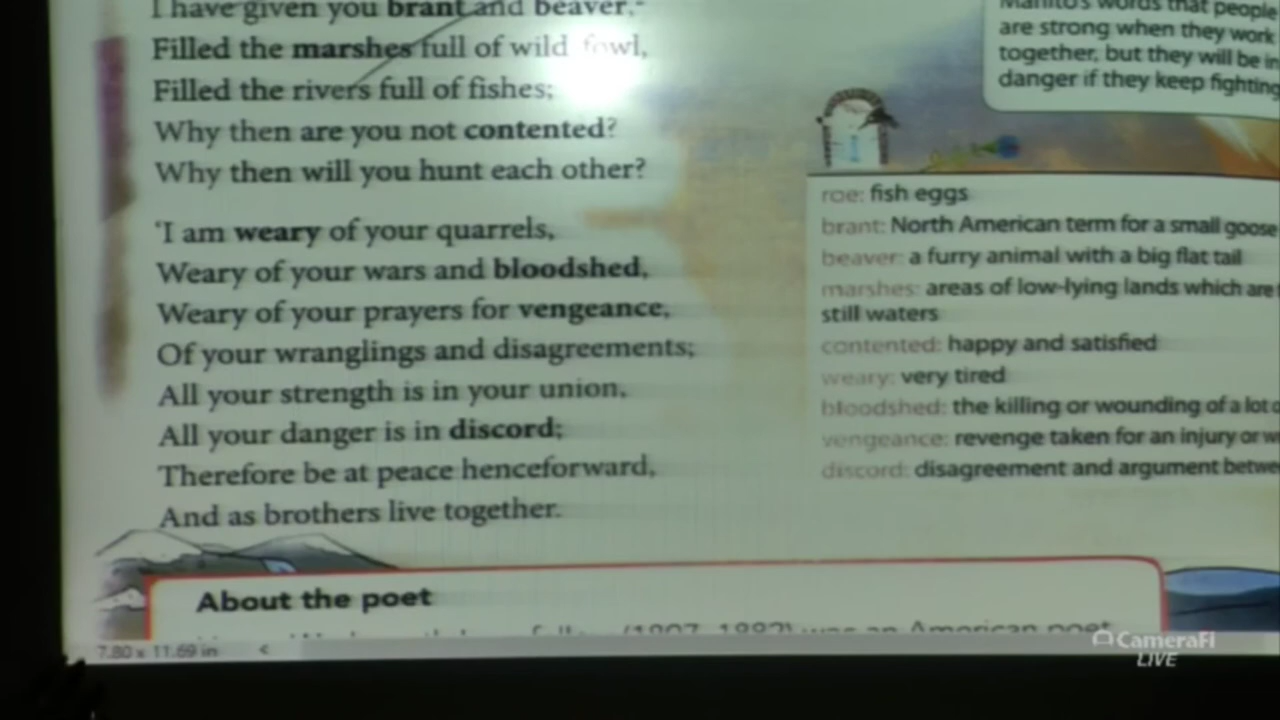 I have given you brant and beaver,
Filled the marshes full of wild fowl,
Filled the rivers full of fishes;
Why then are you not contented?
Why then will you hunt each other?
'I am weary of your quarrels,
Weary of your wars and bloodshed,
Weary of your prayers for vengeance,
Of your wranglings and disagreements;
All your strength is in your union,
All your danger is in discord;
Therefore be at peace henceforward,
And as brothers live together.
Manito's words that people
are strong when they work
together, but they will be in
danger if they keep fighting
roe: fish eggs
brant: North American term for a small goose
beaver: a furry animal with a big flat tail
marshes: areas of low-lying lands which are
still waters
contented: happy and satisfied
weary: very tired
bloodshed: the killing or wounding of a lot
vengeance: revenge taken for an injury or
discord: disagreement and argument
About the poet
was an American poet
7.80 x 11.69 in <
CameraFi
LIVE